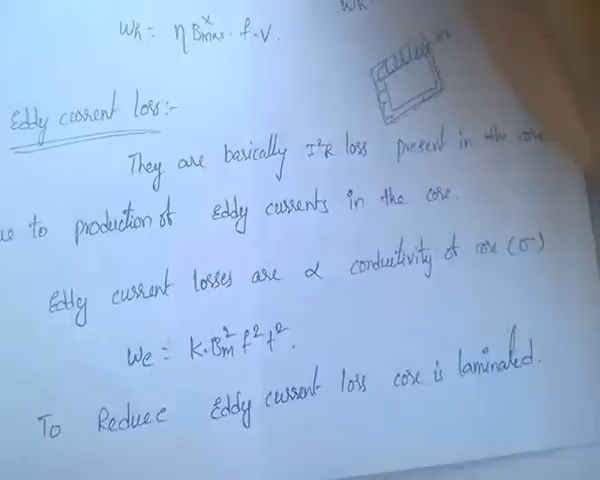 Wh
Wh = η Bmax^x . f . V.
Eddy current loss :-
They are basically I²R loss present in the core
to production of Eddy currents in the core.
Eddy current losses are α conductivity of core (σ)
We = K. Bm² f² t².
To Reduce Eddy current loss core is laminated.